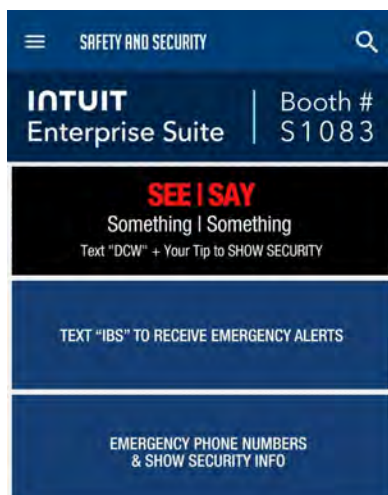 SAFETY AND SECURITY
INTUIT
Enterprise Suite
Booth #
S1083
SEE | SAY
Something | Something
Text "DCW" + Your Tip to SHOW SECURITY
TEXT "IBS" TO RECEIVE EMERGENCY ALERTS
EMERGENCY PHONE NUMBERS
& SHOW SECURITY INFO